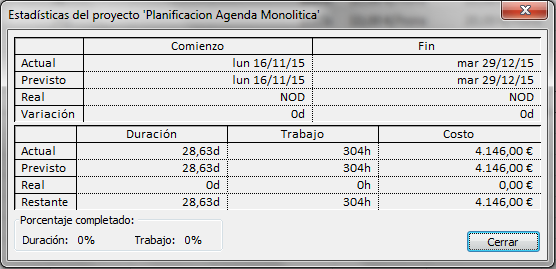 Estadísticas del proyecto 'Planificacion Agenda Monolitica'
Comienzo Fin
Actual lun 16/11/15 mar 29/12/15
Previsto lun 16/11/15 mar 29/12/15
Real NOD NOD
Variación 0d 0d
Duración Trabajo Costo
Actual 28,63d 304h 4.146,00 €
Previsto 28,63d 304h 4.146,00 €
Real 0d 0h 0,00 €
Restante 28,63d 304h 4.146,00 €
Porcentaje completado:
Duración: 0% Trabajo: 0%
Cerrar